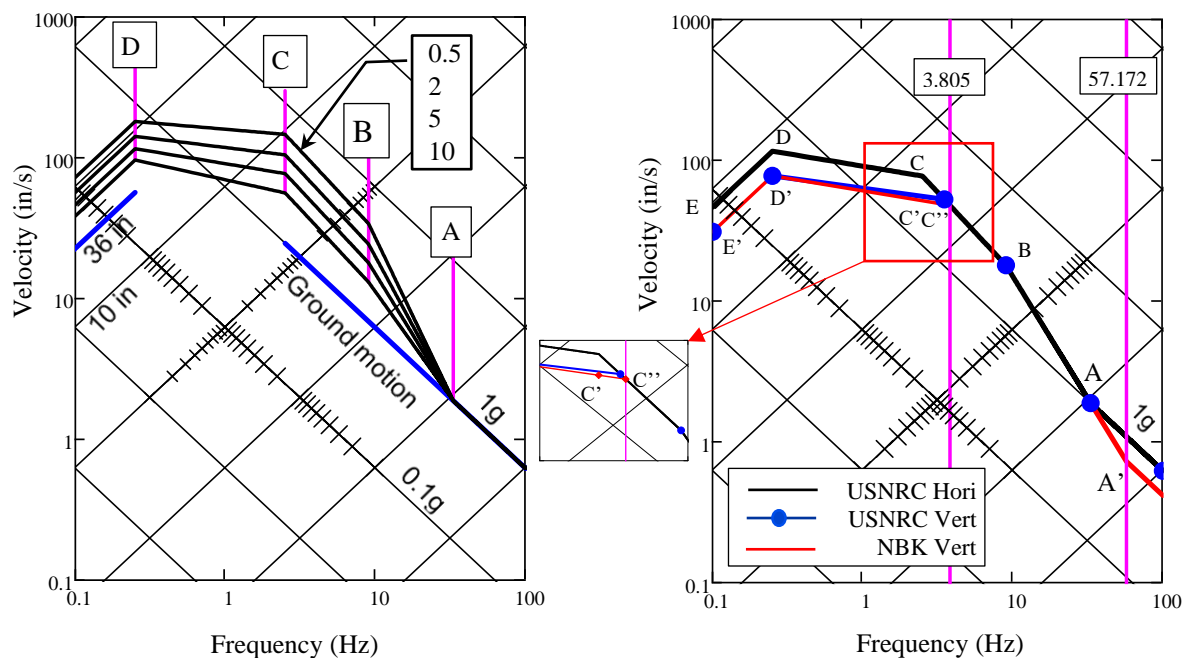 1000
D
C
B
A
0.5
2
5
10
100
10
1
0.1
Velocity (in/s)
36 in
10 in
Ground motion
1g
0.1g
0.1
1
10
100
Frequency (Hz)
C'
C''
1000
100
10
1
0.1
Velocity (in/s)
3.805
57.172
D
C
E
D'
C'C''
E'
B
A
1g
A'
USNRC Hori
USNRC Vert
NBK Vert
0.1
1
10
100
Frequency (Hz)